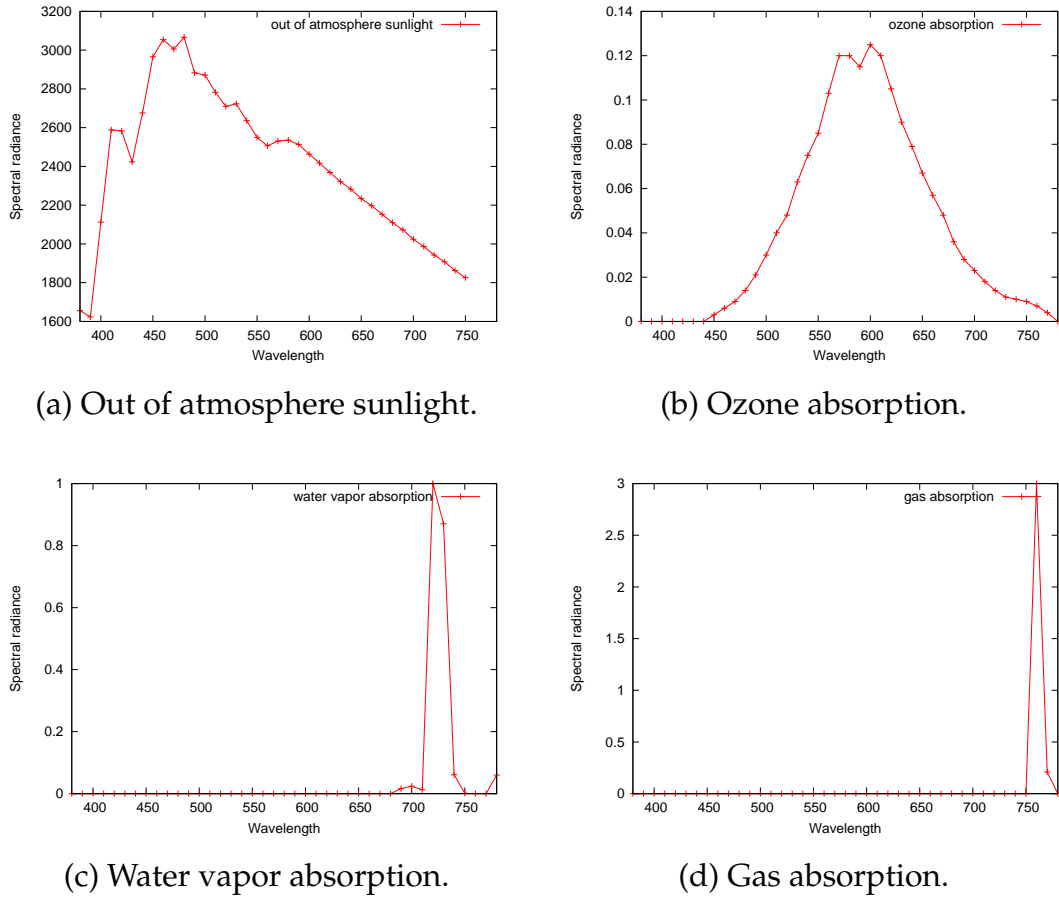 3200
3000
2800
2600
2400
2200
2000
1800
1600
400 450 500 550 600 650 700 750
Spectral radiance
Wavelength
out of atmosphere sunlight
(a) Out of atmosphere sunlight.
0.14
0.12
0.1
0.08
0.06
0.04
0.02
0
400 450 500 550 600 650 700 750
Spectral radiance
Wavelength
ozone absorption
(b) Ozone absorption.
1
0.8
0.6
0.4
0.2
0
400 450 500 550 600 650 700 750
Spectral radiance
Wavelength
water vapor absorption
(c) Water vapor absorption.
3
2.5
2
1.5
1
0.5
0
400 450 500 550 600 650 700 750
Spectral radiance
Wavelength
gas absorption
(d) Gas absorption.